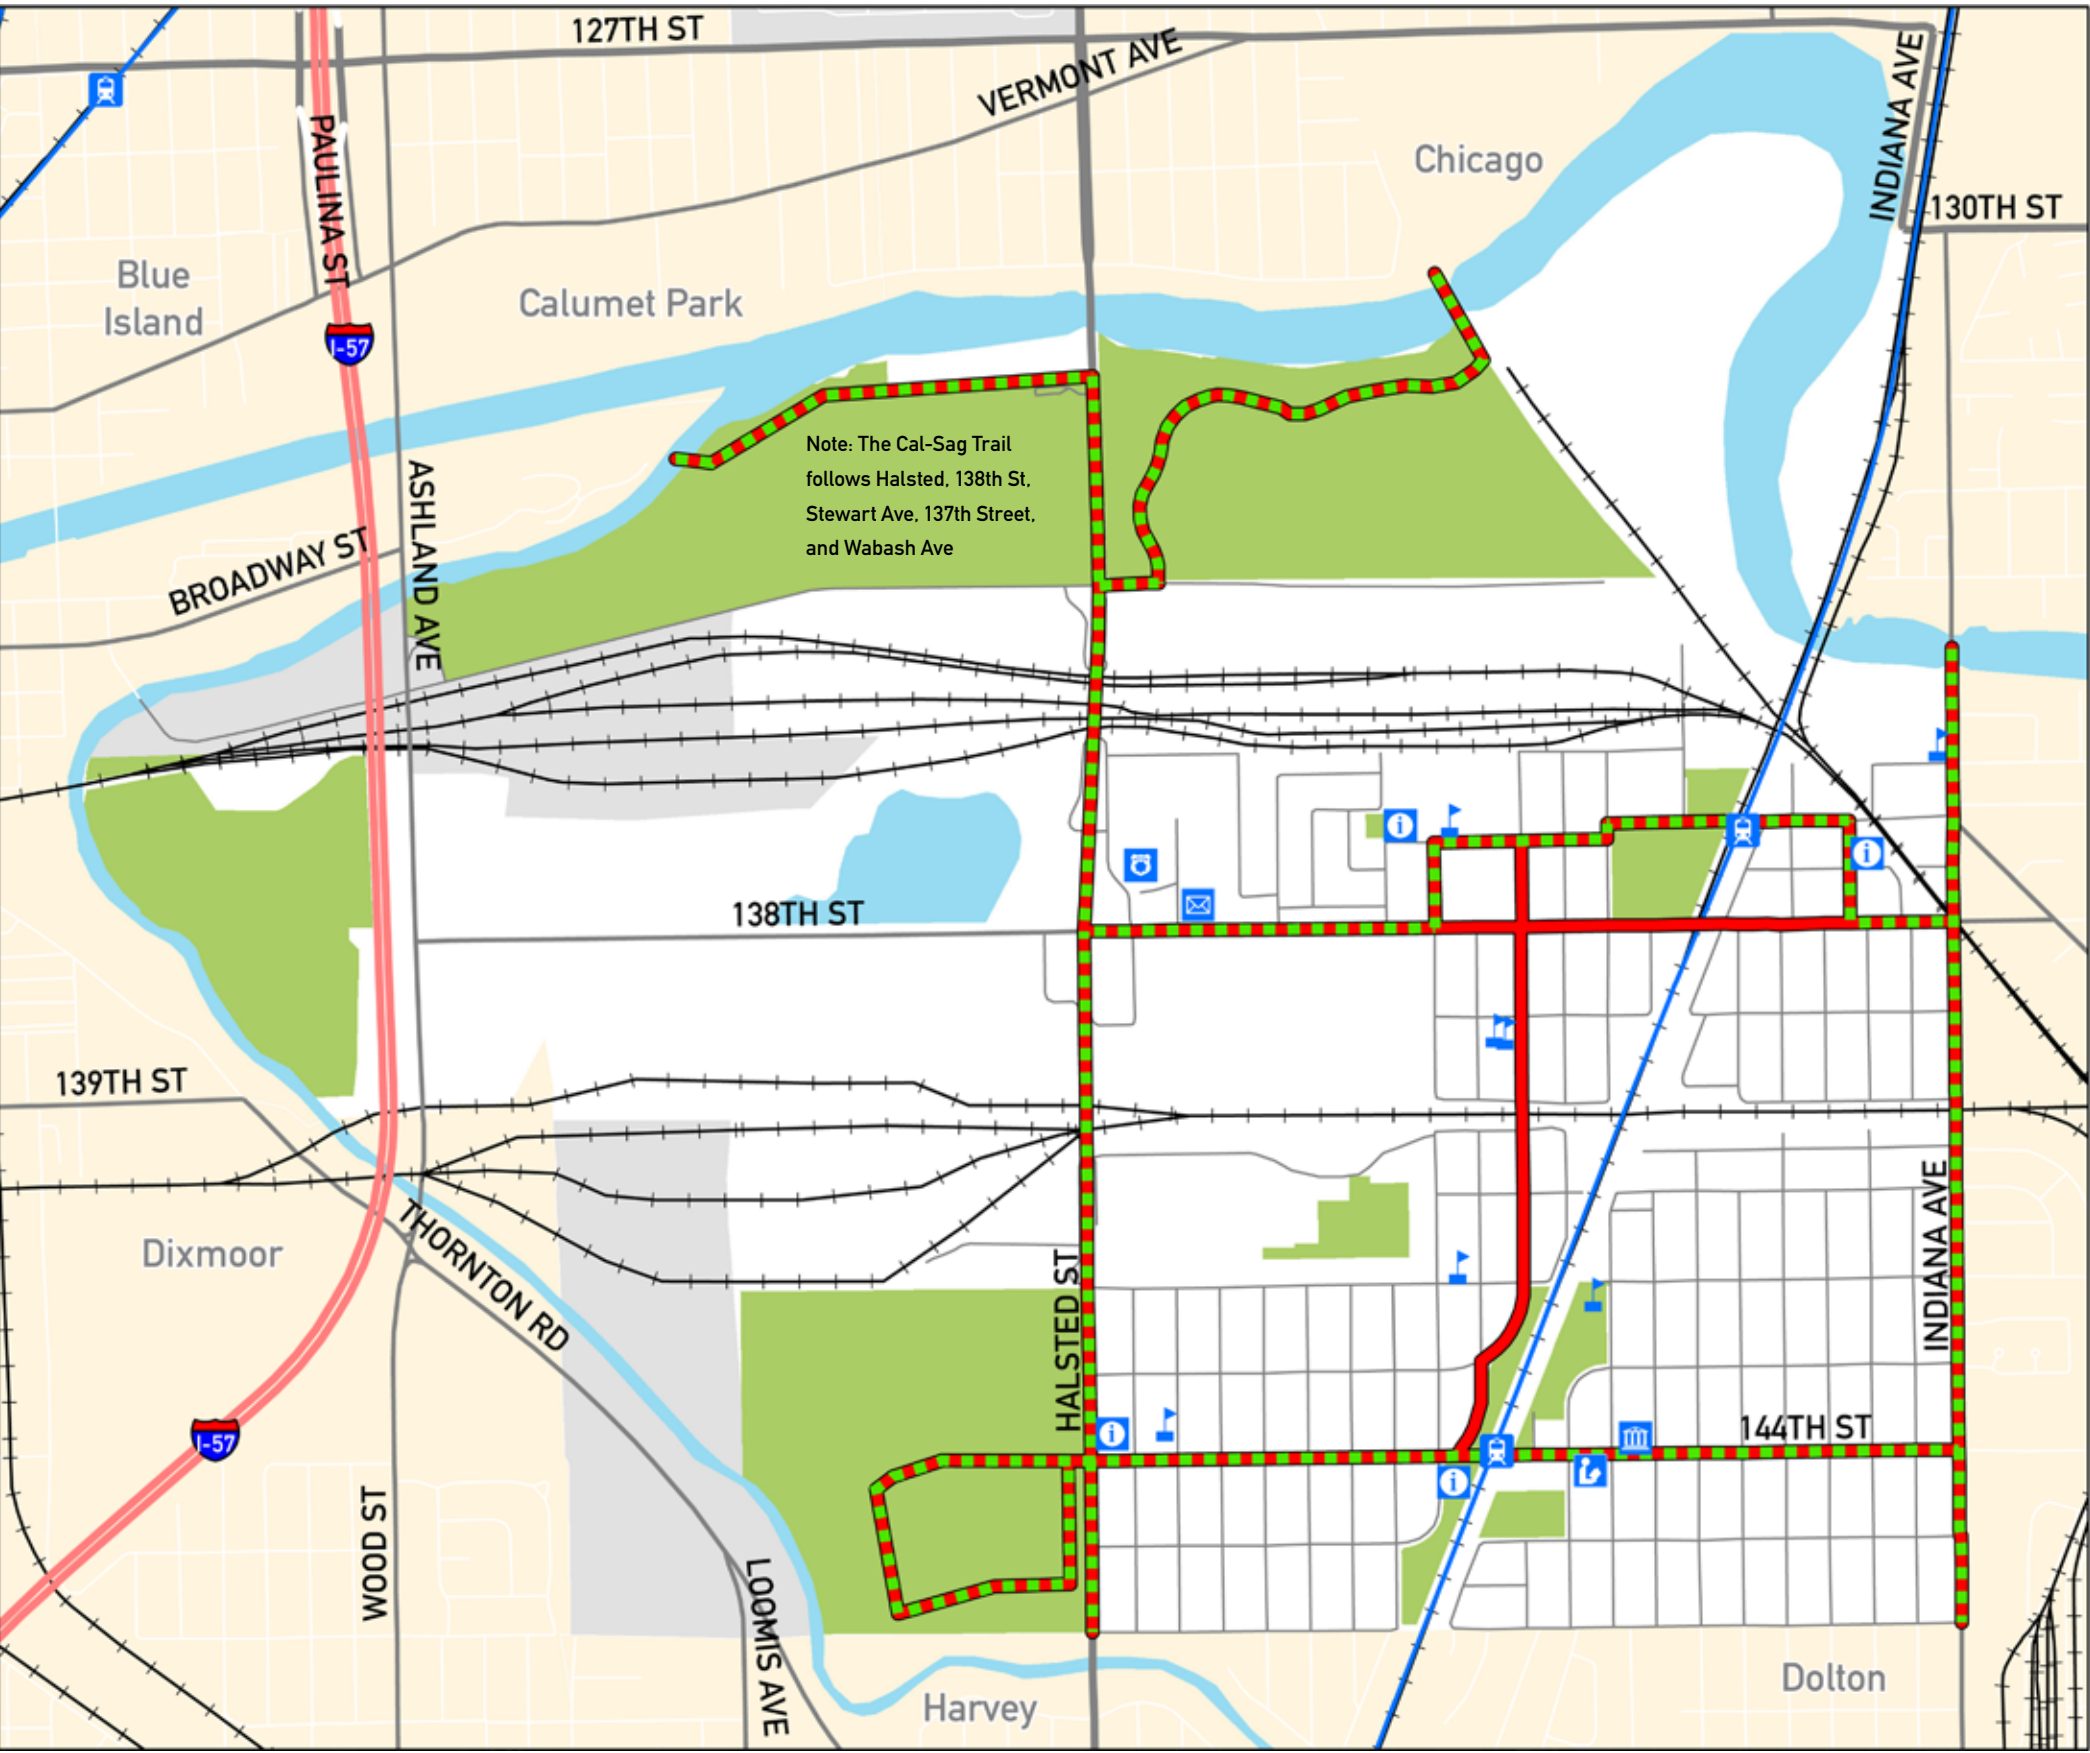 127TH ST
VERMONT AVE
INDIANA AVE
PAULINA ST
Chicago
130TH ST
Blue
Island
Calumet Park
I-57
Note: The Cal-Sag Trail
follows Halsted, 138th St,
Stewart Ave, 137th Street,
and Wabash Ave
ASHLAND AVE
BROADWAY ST
i
i
138TH ST
139TH ST
THORNTON RD
Dixmoor
HALSTED ST
INDIANA AVE
I-57
i
144TH ST
i
WOOD ST
LOOMIS AVE
Harvey
Dolton